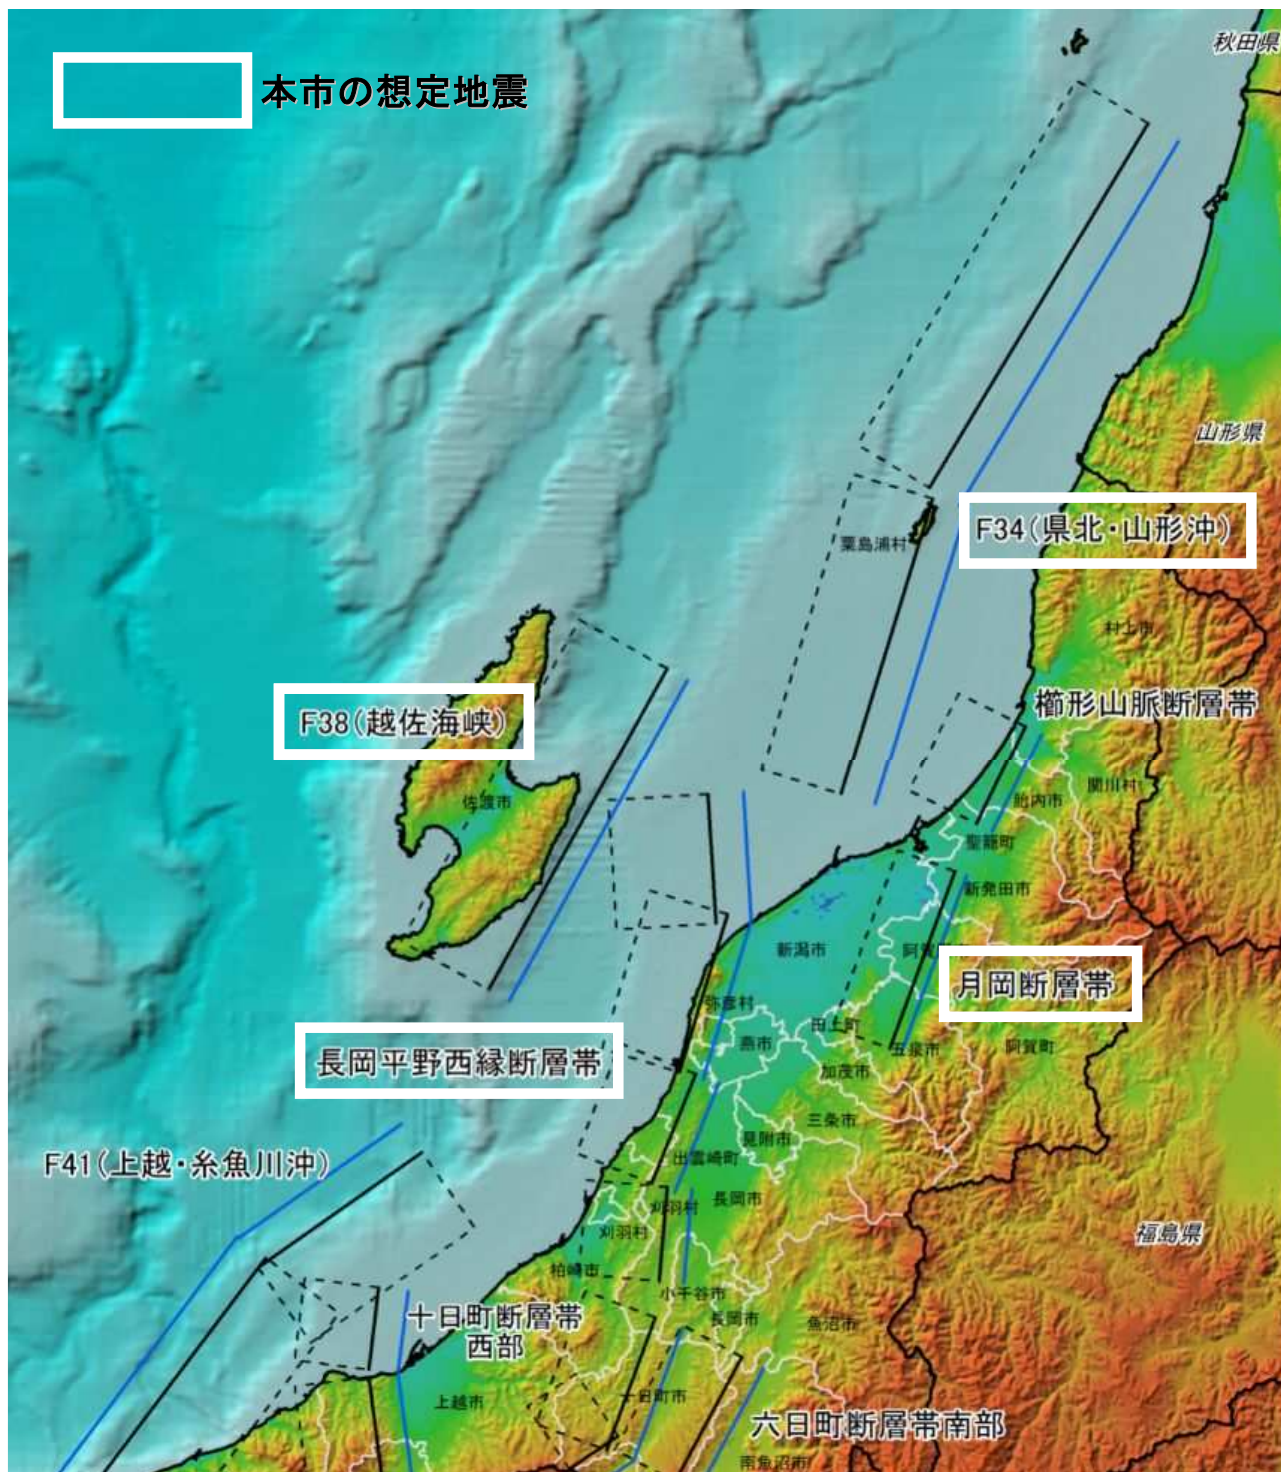 秋田県
本市の想定地震
山形県
F34(県北・山形沖)
粟島浦村
村上市
櫛形山脈断層帯
F38(越佐海峡)
関川村
胎内市
佐渡市
聖籠町
新発田市
新潟市
月岡断層帯
弥彦村
田上町
燕市
五泉市
阿賀町
長岡平野西縁断層帯
加茂市
三条市
見附市
出雲崎町
F41(上越・糸魚川沖)
長岡市
刈羽村
刈羽村
福島県
柏崎市
小千谷市
十日町断層帯
西部
長岡市
魚沼市
十日町市
上越市
六日町断層帯南部
南魚沼市